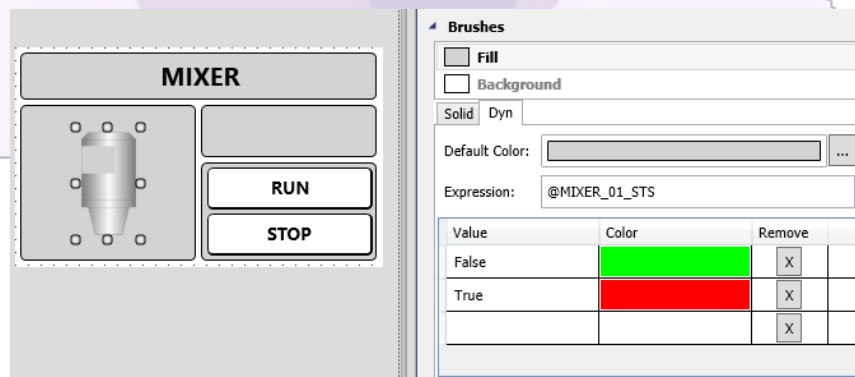 MIXER
RUN
STOP
Brushes
Fill
Background
Solid Dyn
Default Color: ...
Expression: @MIXER_01_STS
Value Color Remove
False X
True X
X